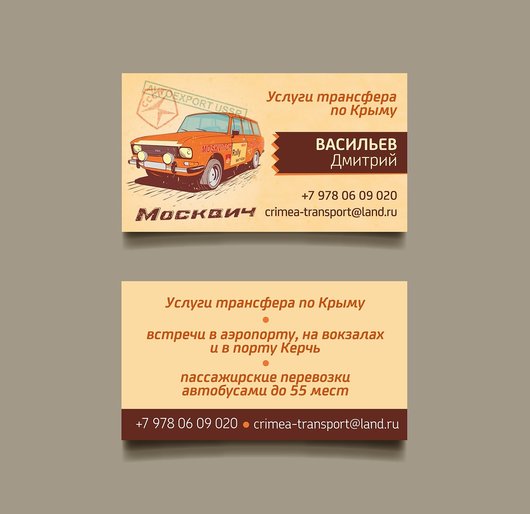 AUTOEXPORT USSR
СССР
Услуги трансфера
по Крыму
ВАСИЛЬЕВ
Дмитрий
+7 978 06 09 020
crimea-transport@land.ru
Москвич
Услуги трансфера по Крыму
встречи в аэропорту, на вокзалах
и в порту Керчь
пассажирские перевозки
автобусами до 55 мест
+7 978 06 09 020 • crimea-transport@land.ru